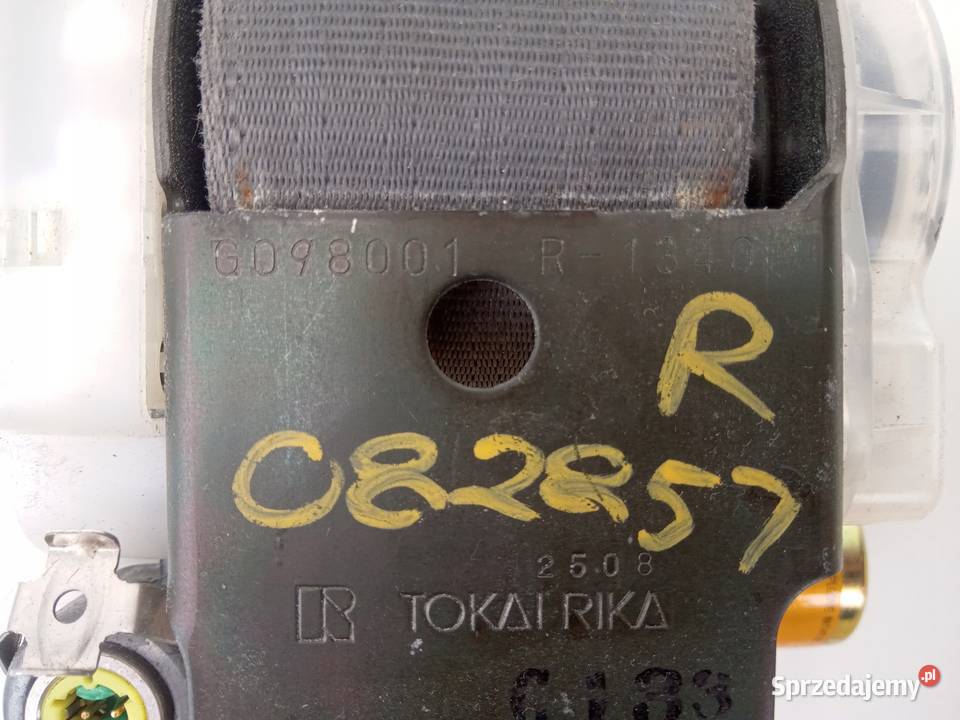 G098001 R-1340
R
082857
2508
TOKAI RIKA
Sprzedajemy.pl